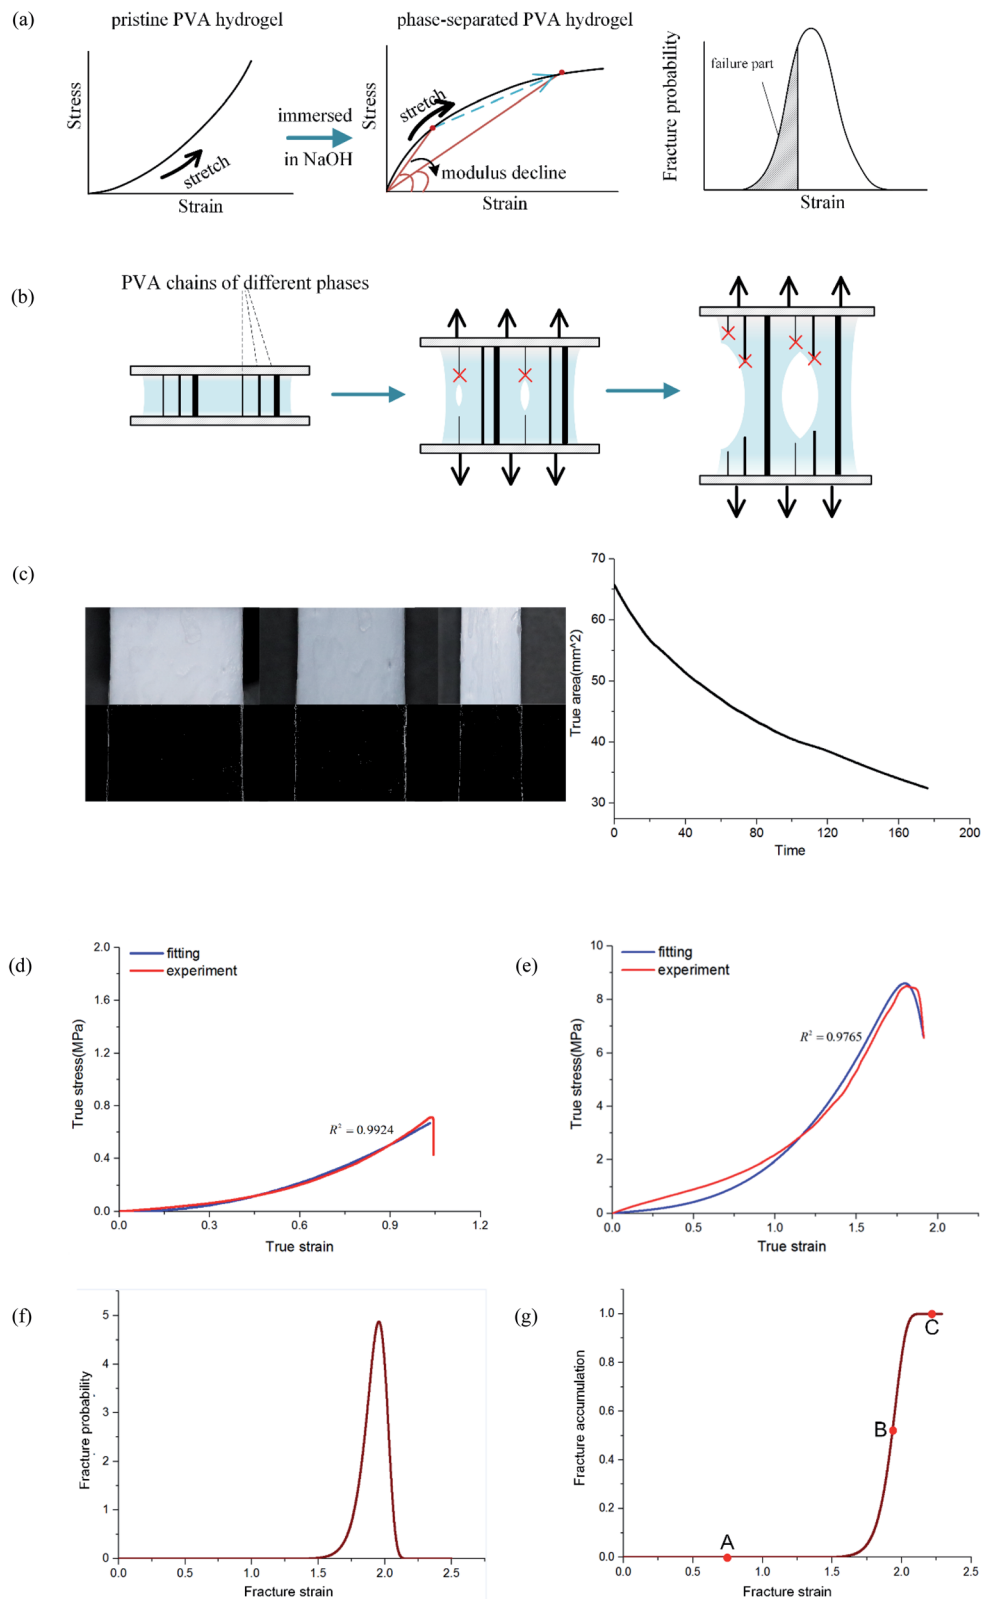 (a)
pristine PVA hydrogel
Stress
stretch
Strain
immersed
in NaOH
phase-separated PVA hydrogel
Stress
stretch
modulus decline
Strain
Fracture probability
failure part
Strain
(b)
PVA chains of different phases
(c)
True area(mm^2)
70
60
50
40
30
0 40 80 120 160 200
Time
(d)
fitting
experiment
True stress(MPa)
2.0
1.6
1.2
0.8
0.4
0.0
R² = 0.9924
0.0 0.3 0.6 0.9 1.2
True strain
(e)
fitting
experiment
True stress(MPa)
10
8
6
4
2
0
R² = 0.9765
0.0 0.5 1.0 1.5 2.0
True strain
(f)
Fracture probability
5
4
3
2
1
0
0.0 0.5 1.0 1.5 2.0 2.5
Fracture strain
(g)
Fracture accumulation
1.0
0.8
0.6
0.4
0.2
0.0
A
B
C
0.0 0.5 1.0 1.5 2.0 2.5
Fracture strain